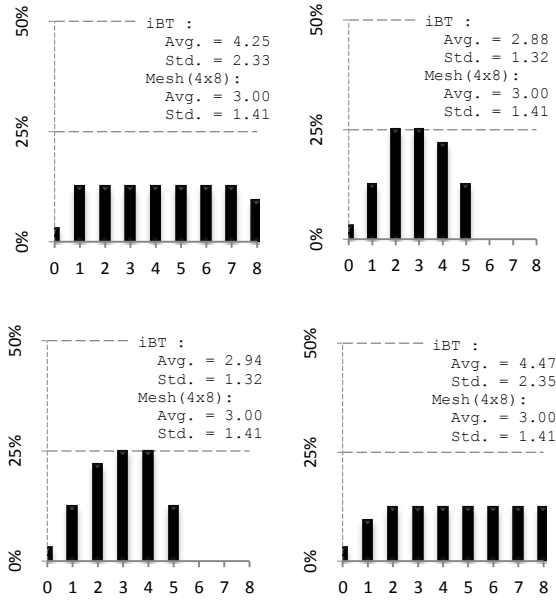 50%
25%
0%
iBT :
Avg. = 4.25
Std. = 2.33
Mesh(4x8):
Avg. = 3.00
Std. = 1.41
0 1 2 3 4 5 6 7 8
50%
25%
0%
iBT :
Avg. = 2.88
Std. = 1.32
Mesh(4x8):
Avg. = 3.00
Std. = 1.41
0 1 2 3 4 5 6 7 8
50%
25%
0%
iBT :
Avg. = 2.94
Std. = 1.32
Mesh(4x8):
Avg. = 3.00
Std. = 1.41
0 1 2 3 4 5 6 7 8
50%
25%
0%
iBT :
Avg. = 4.47
Std. = 2.35
Mesh(4x8):
Avg. = 3.00
Std. = 1.41
0 1 2 3 4 5 6 7 8